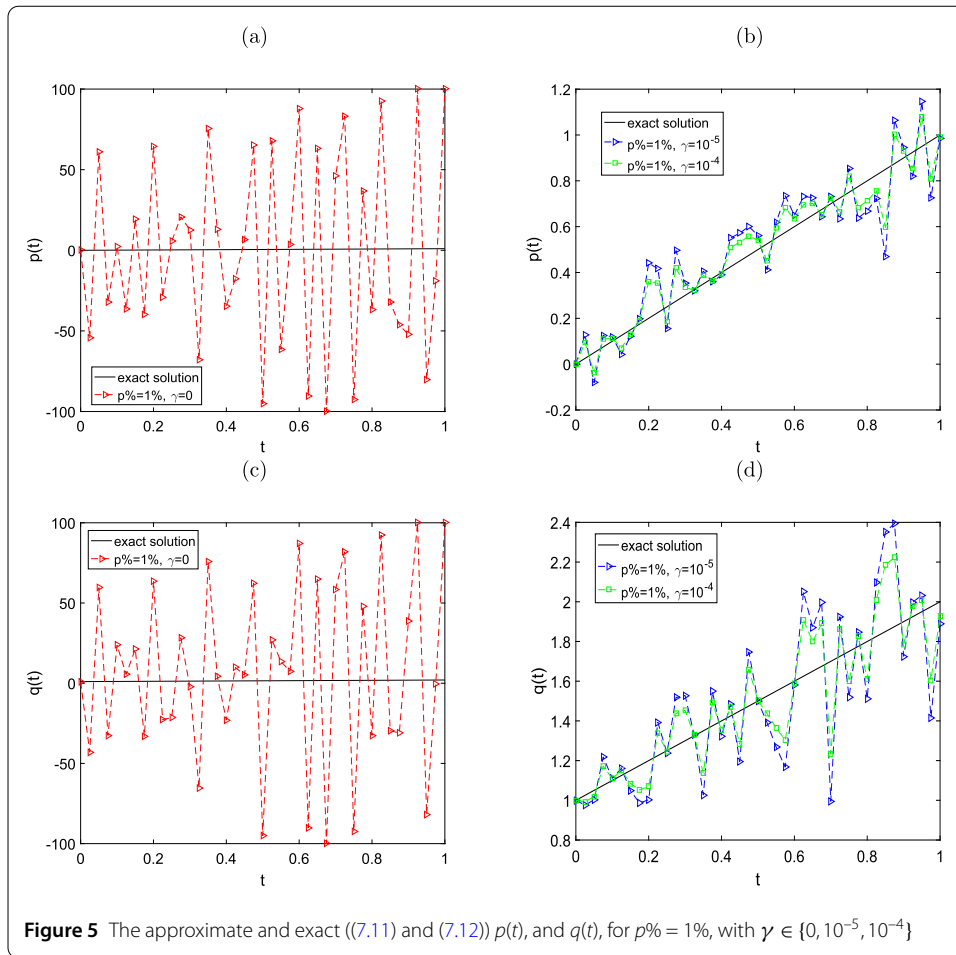 (a)
100
50
0
-50
-100
p(t)
exact solution
p%=1%, γ=0
0 0.2 0.4 0.6 0.8 1
t
(b)
1.2
1
0.8
0.6
0.4
0.2
0
-0.2
p(t)
exact solution
p%=1%, γ=10⁻⁵
p%=1%, γ=10⁻⁴
0 0.2 0.4 0.6 0.8 1
t
(c)
100
50
0
-50
-100
q(t)
exact solution
p%=1%, γ=0
0 0.2 0.4 0.6 0.8 1
t
(d)
2.4
2.2
2
1.8
1.6
1.4
1.2
1
0.8
q(t)
exact solution
p%=1%, γ=10⁻⁵
p%=1%, γ=10⁻⁴
0 0.2 0.4 0.6 0.8 1
t
Figure 5 The approximate and exact ((7.11) and (7.12)) p(t), and q(t), for p% = 1%, with γ ∈ {0, 10⁻⁵, 10⁻⁴}